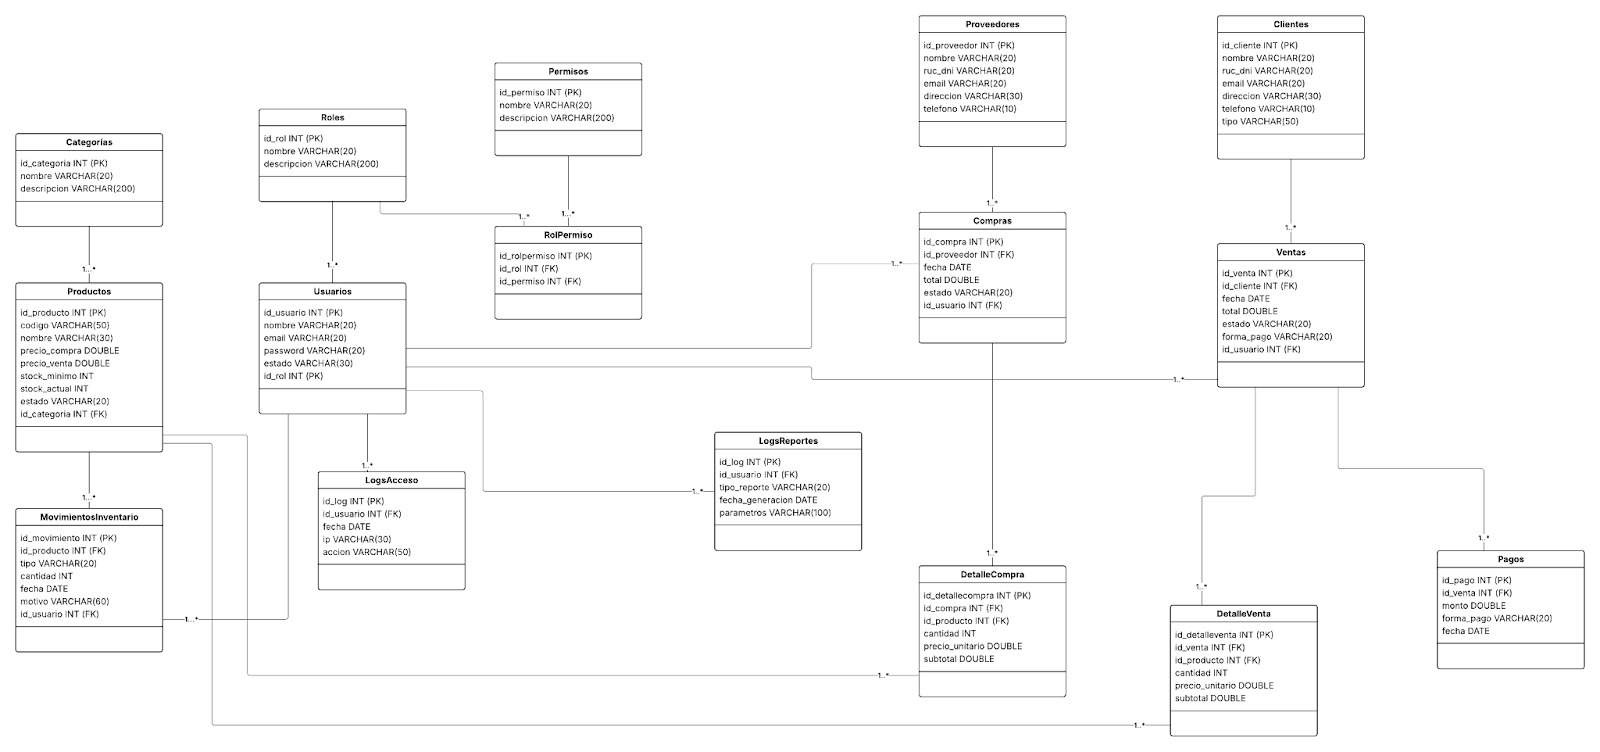 Categorías
id_categoria INT (PK)
nombre VARCHAR(20)
descripcion VARCHAR(200)
1...*
Productos
id_producto INT (PK)
codigo VARCHAR(50)
nombre VARCHAR(30)
precio_compra DOUBLE
precio_venta DOUBLE
stock_minimo INT
stock_actual INT
estado VARCHAR(20)
id_categoria INT (FK)
1...*
MovimientosInventario
id_movimiento INT (PK)
id_producto INT (FK)
tipo VARCHAR(20)
cantidad INT
fecha DATE
motivo VARCHAR(60)
id_usuario INT (FK)
1...*
Roles
id_rol INT (PK)
nombre VARCHAR(20)
descripcion VARCHAR(200)
1..*
1..*
Usuarios
id_usuario INT (PK)
nombre VARCHAR(20)
email VARCHAR(20)
password VARCHAR(20)
estado VARCHAR(30)
id_rol INT (PK)
1..*
LogsAcceso
id_log INT (PK)
id_usuario INT (FK)
fecha DATE
ip VARCHAR(30)
accion VARCHAR(50)
Permisos
id_permiso INT (PK)
nombre VARCHAR(20)
descripcion VARCHAR(200)
1...*
RolPermiso
id_rolpermiso INT (PK)
id_rol INT (FK)
id_permiso INT (FK)
1..*
LogsReportes
id_log INT (PK)
id_usuario INT (FK)
tipo_reporte VARCHAR(20)
fecha_generacion DATE
parametros VARCHAR(100)
Proveedores
id_proveedor INT (PK)
nombre VARCHAR(20)
ruc_dni VARCHAR(20)
email VARCHAR(20)
direccion VARCHAR(30)
telefono VARCHAR(10)
1..*
1..*
Compras
id_compra INT (PK)
id_proveedor INT (FK)
fecha DATE
total DOUBLE
estado VARCHAR(20)
id_usuario INT (FK)
1..*
DetalleCompra
id_detallecompra INT (PK)
id_compra INT (FK)
id_producto INT (FK)
cantidad INT
precio_unitario DOUBLE
subtotal DOUBLE
1..*
Clientes
id_cliente INT (PK)
nombre VARCHAR(20)
ruc_dni VARCHAR(20)
email VARCHAR(20)
direccion VARCHAR(30)
telefono VARCHAR(10)
tipo VARCHAR(50)
1..*
Ventas
id_venta INT (PK)
id_cliente INT (FK)
fecha DATE
total DOUBLE
estado VARCHAR(20)
forma_pago VARCHAR(20)
id_usuario INT (FK)
1..*
1..*
DetalleVenta
id_detalleventa INT (PK)
id_venta INT (FK)
id_producto INT (FK)
cantidad INT
precio_unitario DOUBLE
subtotal DOUBLE
1..*
1..*
Pagos
id_pago INT (PK)
id_venta INT (FK)
monto DOUBLE
forma_pago VARCHAR(20)
fecha DATE